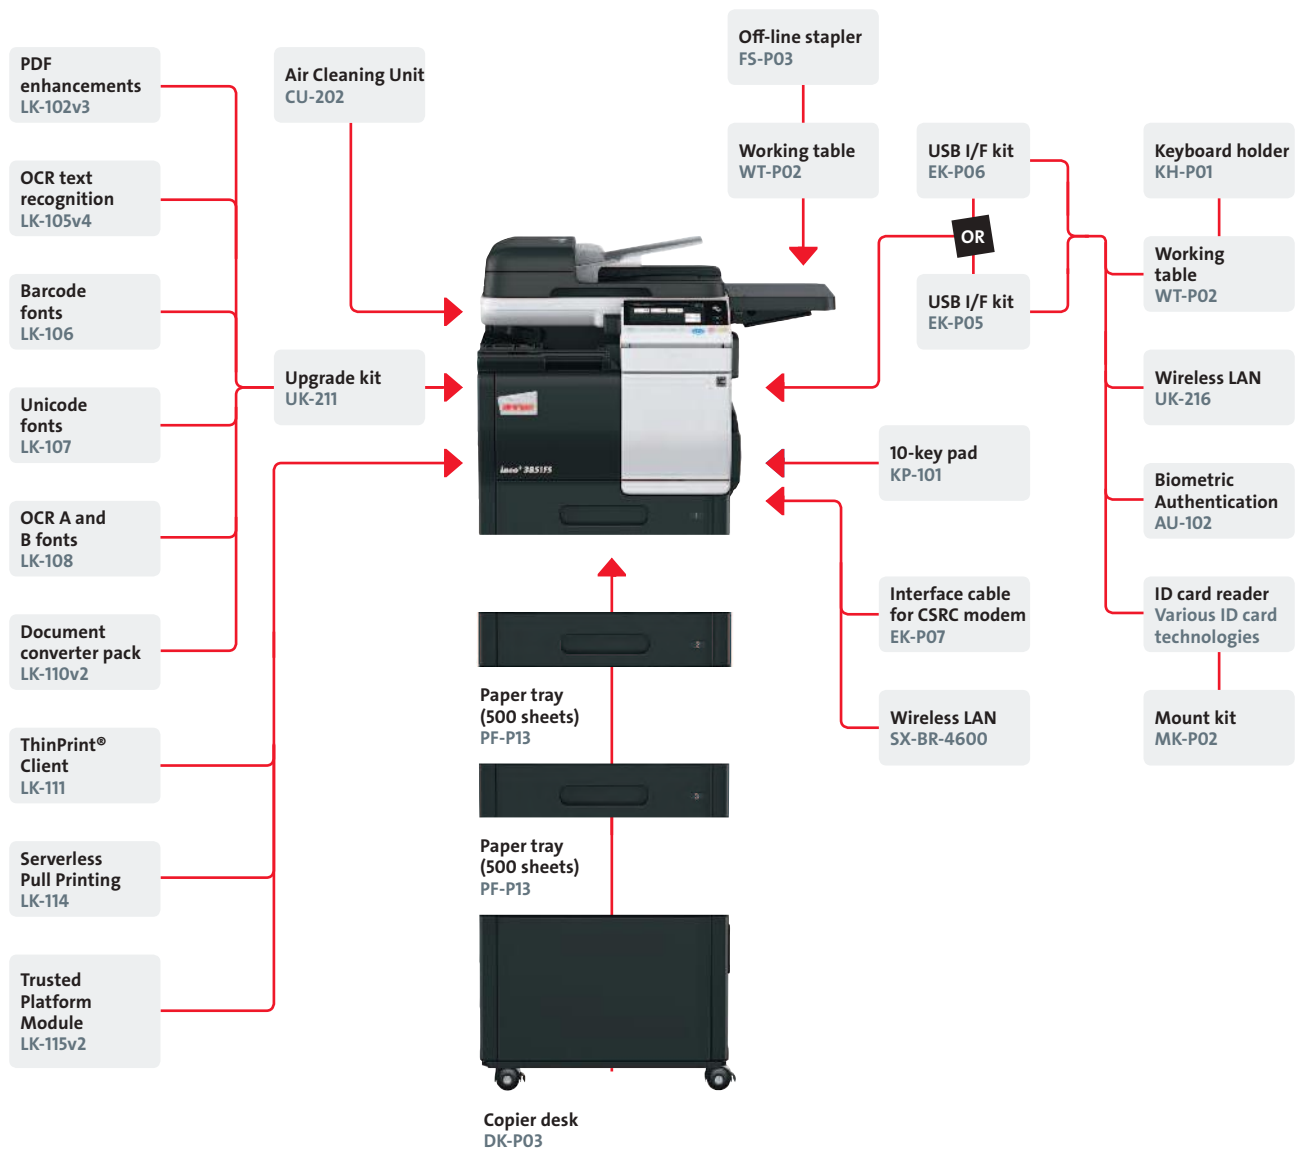 PDF
enhancements
LK-102v3
OCR text
recognition
LK-105v4
Barcode
fonts
LK-106
Unicode
fonts
LK-107
OCR A and
B fonts
LK-108
Document
converter pack
LK-110v2
ThinPrint®
Client
LK-111
Serverless
Pull Printing
LK-114
Trusted
Platform
Module
LK-115v2
Air Cleaning Unit
CU-202
Upgrade kit
UK-211
Off-line stapler
FS-P03
Working table
WT-P02
ineo+ 3851FS
2
Paper tray
(500 sheets)
PF-P13
3
Paper tray
(500 sheets)
PF-P13
Copier desk
DK-P03
USB I/F kit
EK-P06
OR
USB I/F kit
EK-P05
10-key pad
KP-101
Interface cable
for CSRC modem
EK-P07
Wireless LAN
SX-BR-4600
Keyboard holder
KH-P01
Working
table
WT-P02
Wireless LAN
UK-216
Biometric
Authentication
AU-102
ID card reader
Various ID card
technologies
Mount kit
MK-P02